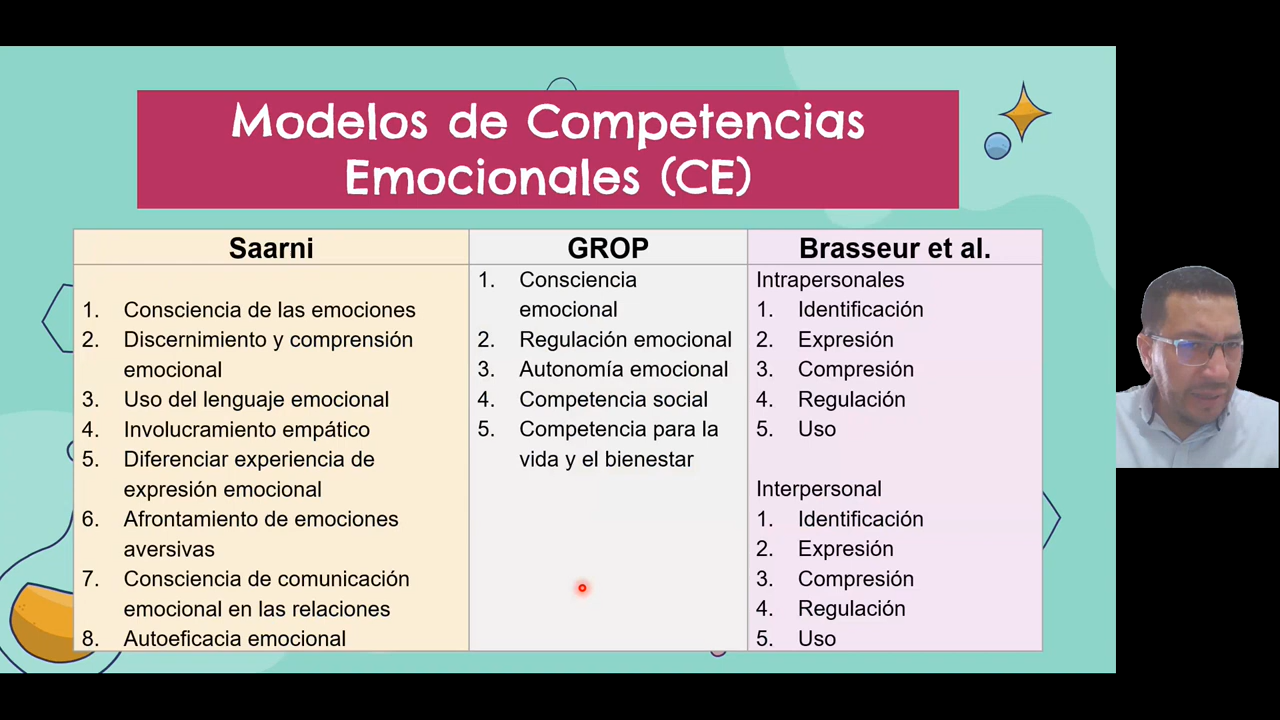 Modelos de Competencias
Emocionales (CE)
Saarni
1. Consciencia de las emociones
2. Discernimiento y comprensión
emocional
3. Uso del lenguaje emocional
4. Involucramiento empático
5. Diferenciar experiencia de
expresión emocional
6. Afrontamiento de emociones
aversivas
7. Consciencia de comunicación
emocional en las relaciones
8. Autoeficacia emocional
GROP
1. Consciencia
emocional
2. Regulación emocional
3. Autonomía emocional
4. Competencia social
5. Competencia para la
vida y el bienestar
Brasseur et al.
Intrapersonales
1. Identificación
2. Expresión
3. Compresión
4. Regulación
5. Uso
Interpersonal
1. Identificación
2. Expresión
3. Compresión
4. Regulación
5. Uso